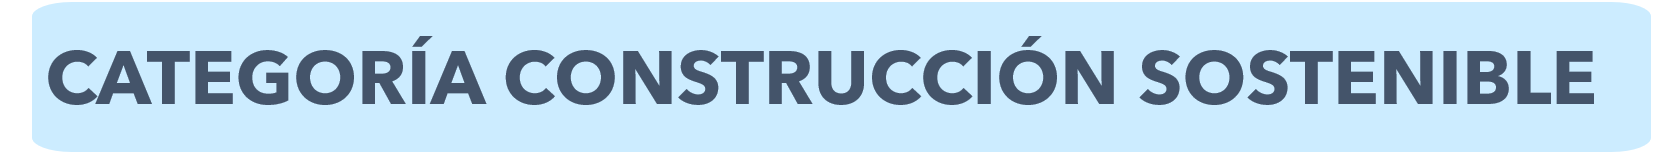 CATEGORÍA CONSTRUCCIÓN SOSTENIBLE